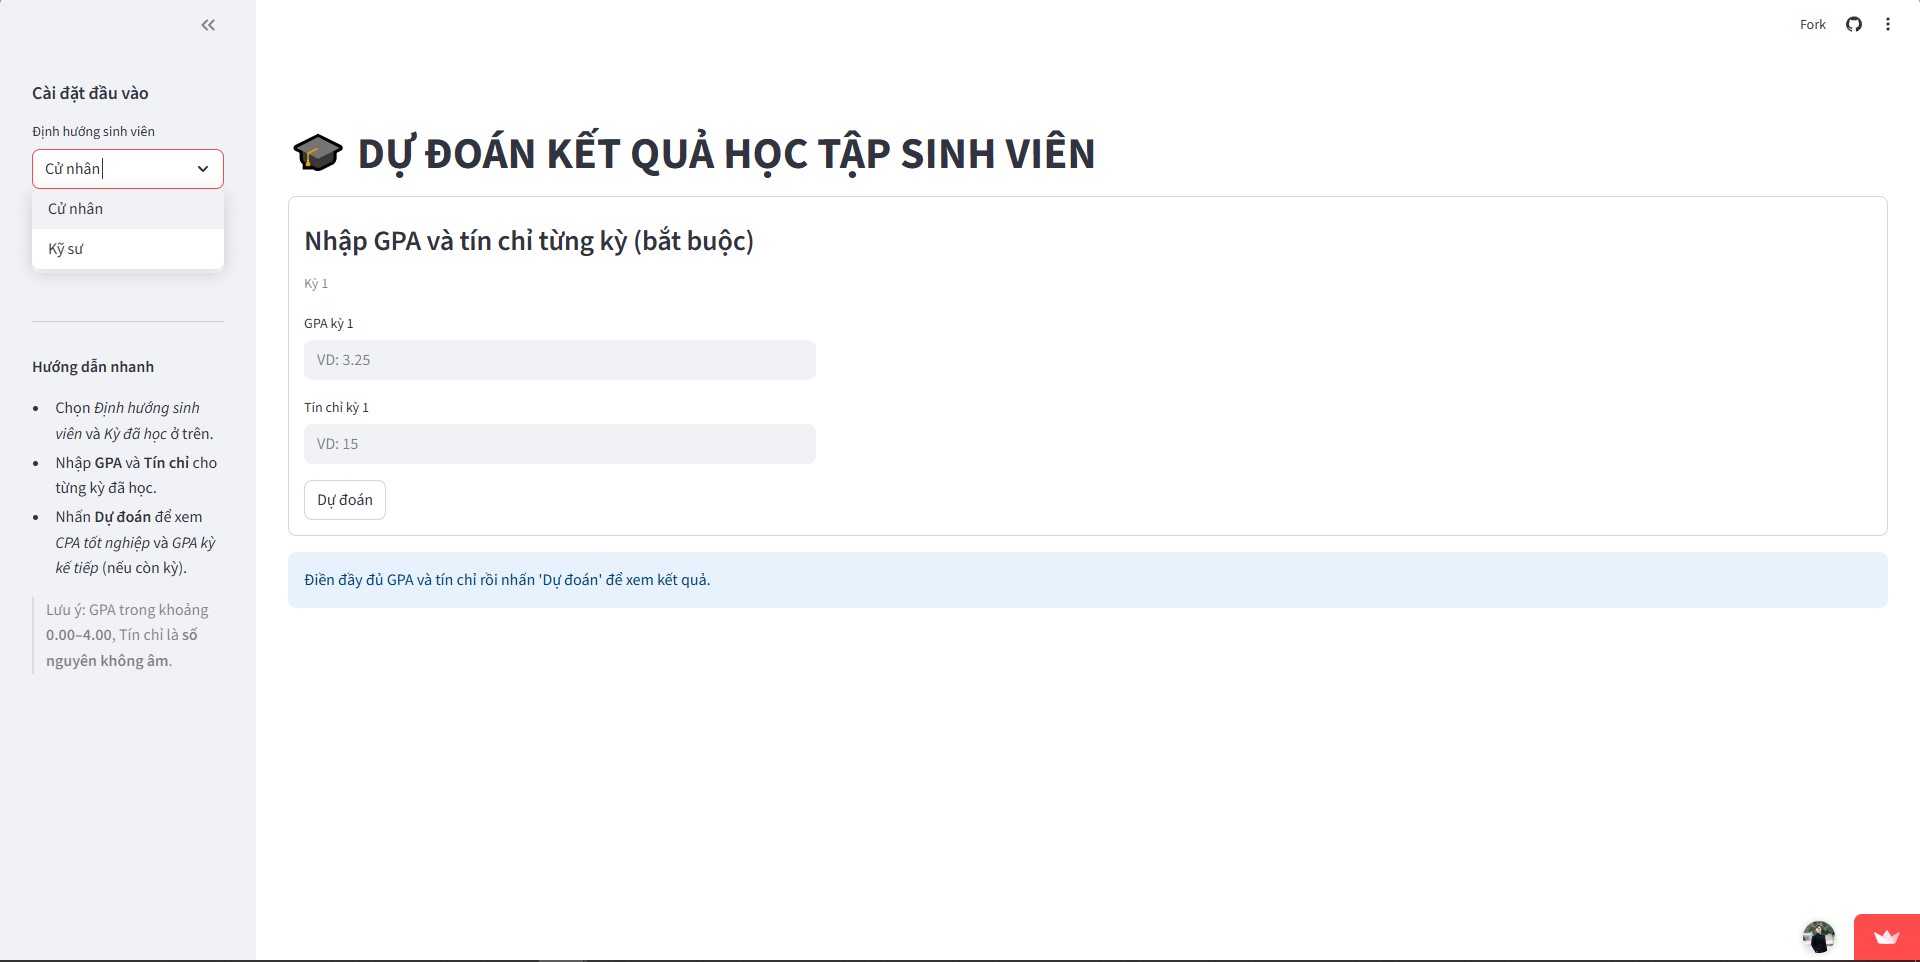 Fork
Cài đặt đầu vào
Định hướng sinh viên
Cử nhân
Cử nhân
Kỹ sư
Hướng dẫn nhanh
Chọn Định hướng sinh
viên và Kỳ đã học ở trên.
Nhập GPA và Tín chỉ cho
từng kỳ đã học.
Nhấn Dự đoán để xem
CPA tốt nghiệp và GPA kỳ
kế tiếp (nếu còn kỳ).
Lưu ý: GPA trong khoảng
0.00–4.00, Tín chỉ là số
nguyên không âm.
DỰ ĐOÁN KẾT QUẢ HỌC TẬP SINH VIÊN
Nhập GPA và tín chỉ từng kỳ (bắt buộc)
Kỳ 1
GPA kỳ 1
VD: 3.25
Tín chỉ kỳ 1
VD: 15
Dự đoán
Điền đầy đủ GPA và tín chỉ rồi nhấn 'Dự đoán' để xem kết quả.